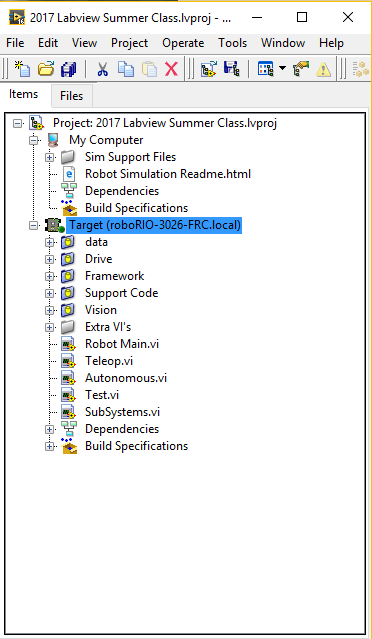 2017 Labview Summer Class.lvproj - ...
File Edit View Project Operate Tools Window
Items Files
Project: 2017 Labview Summer Class.lvproj
My Computer
Sim Support Files
Robot Simulation Readme.html
Dependencies
Build Specifications
Target (roboRIO-3026-FRC.local)
data
Drive
Framework
Support Code
Vision
Extra VI's
Robot Main.vi
Teleop.vi
Autonomous.vi
Test.vi
SubSystems.vi
Dependencies
Build Specifications